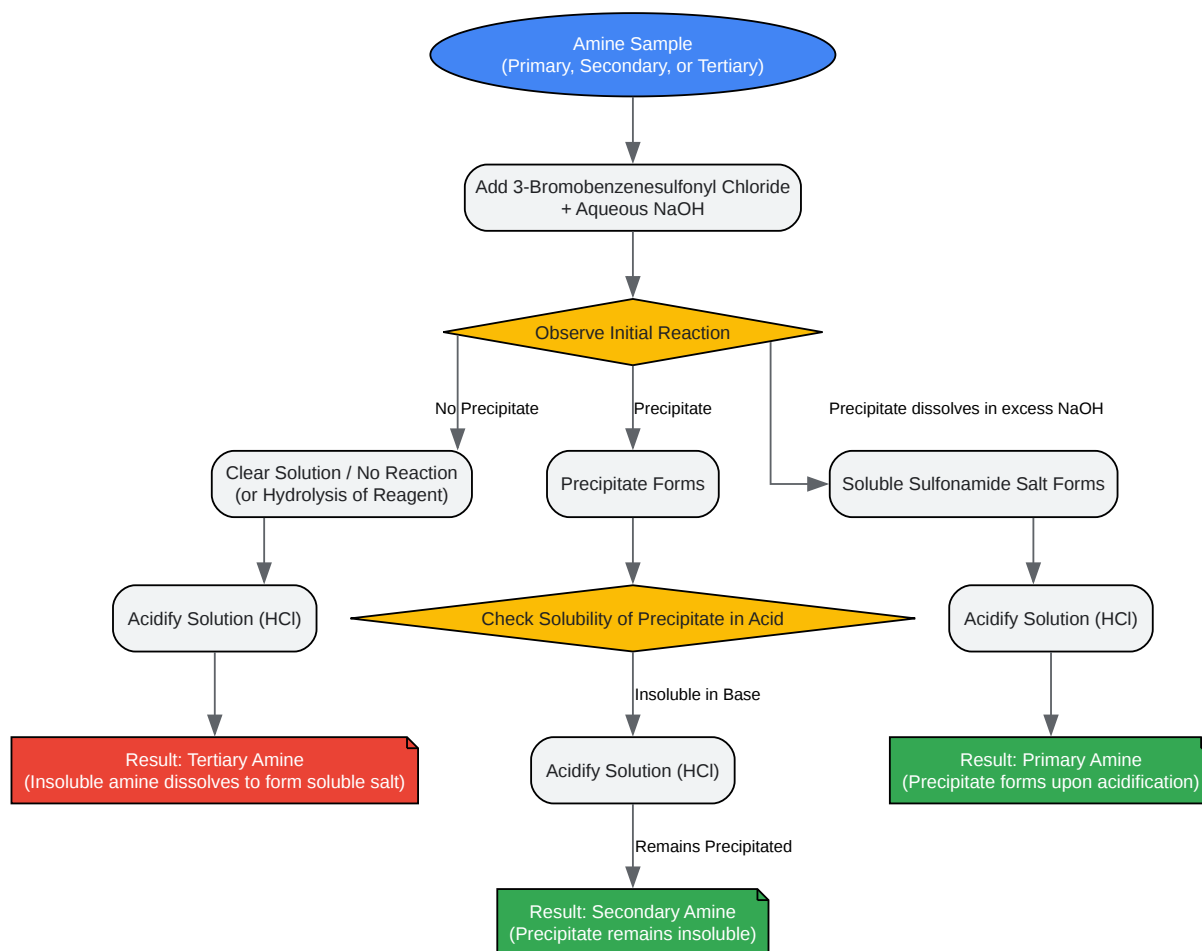 Amine Sample
(Primary, Secondary, or Tertiary)
Add 3-Bromobenzenesulfonyl Chloride
+ Aqueous NaOH
Observe Initial Reaction
No Precipitate
Precipitate
Precipitate dissolves in excess NaOH
Clear Solution / No Reaction
(or Hydrolysis of Reagent)
Precipitate Forms
Soluble Sulfonamide Salt Forms
Acidify Solution (HCl)
Check Solubility of Precipitate in Acid
Acidify Solution (HCl)
Insoluble in Base
Result: Tertiary Amine
(Insoluble amine dissolves to form soluble salt)
Acidify Solution (HCl)
Result: Primary Amine
(Precipitate forms upon acidification)
Remains Precipitated
Result: Secondary Amine
(Precipitate remains insoluble)